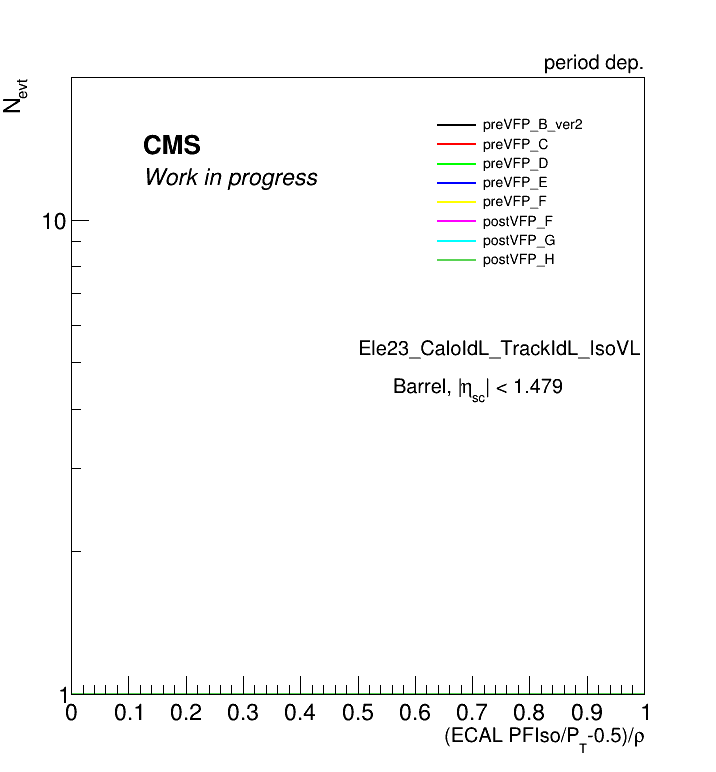 period dep.
N_evt
CMS
Work in progress
preVFP_B_ver2
preVFP_C
preVFP_D
preVFP_E
preVFP_F
postVFP_F
postVFP_G
postVFP_H
10
Ele23_CaloIdL_TrackIdL_IsoVL
Barrel, |η_sc| < 1.479
1
0 0.1 0.2 0.3 0.4 0.5 0.6 0.7 0.8 0.9 1
(ECAL PFIso/P_T-0.5)/ρ